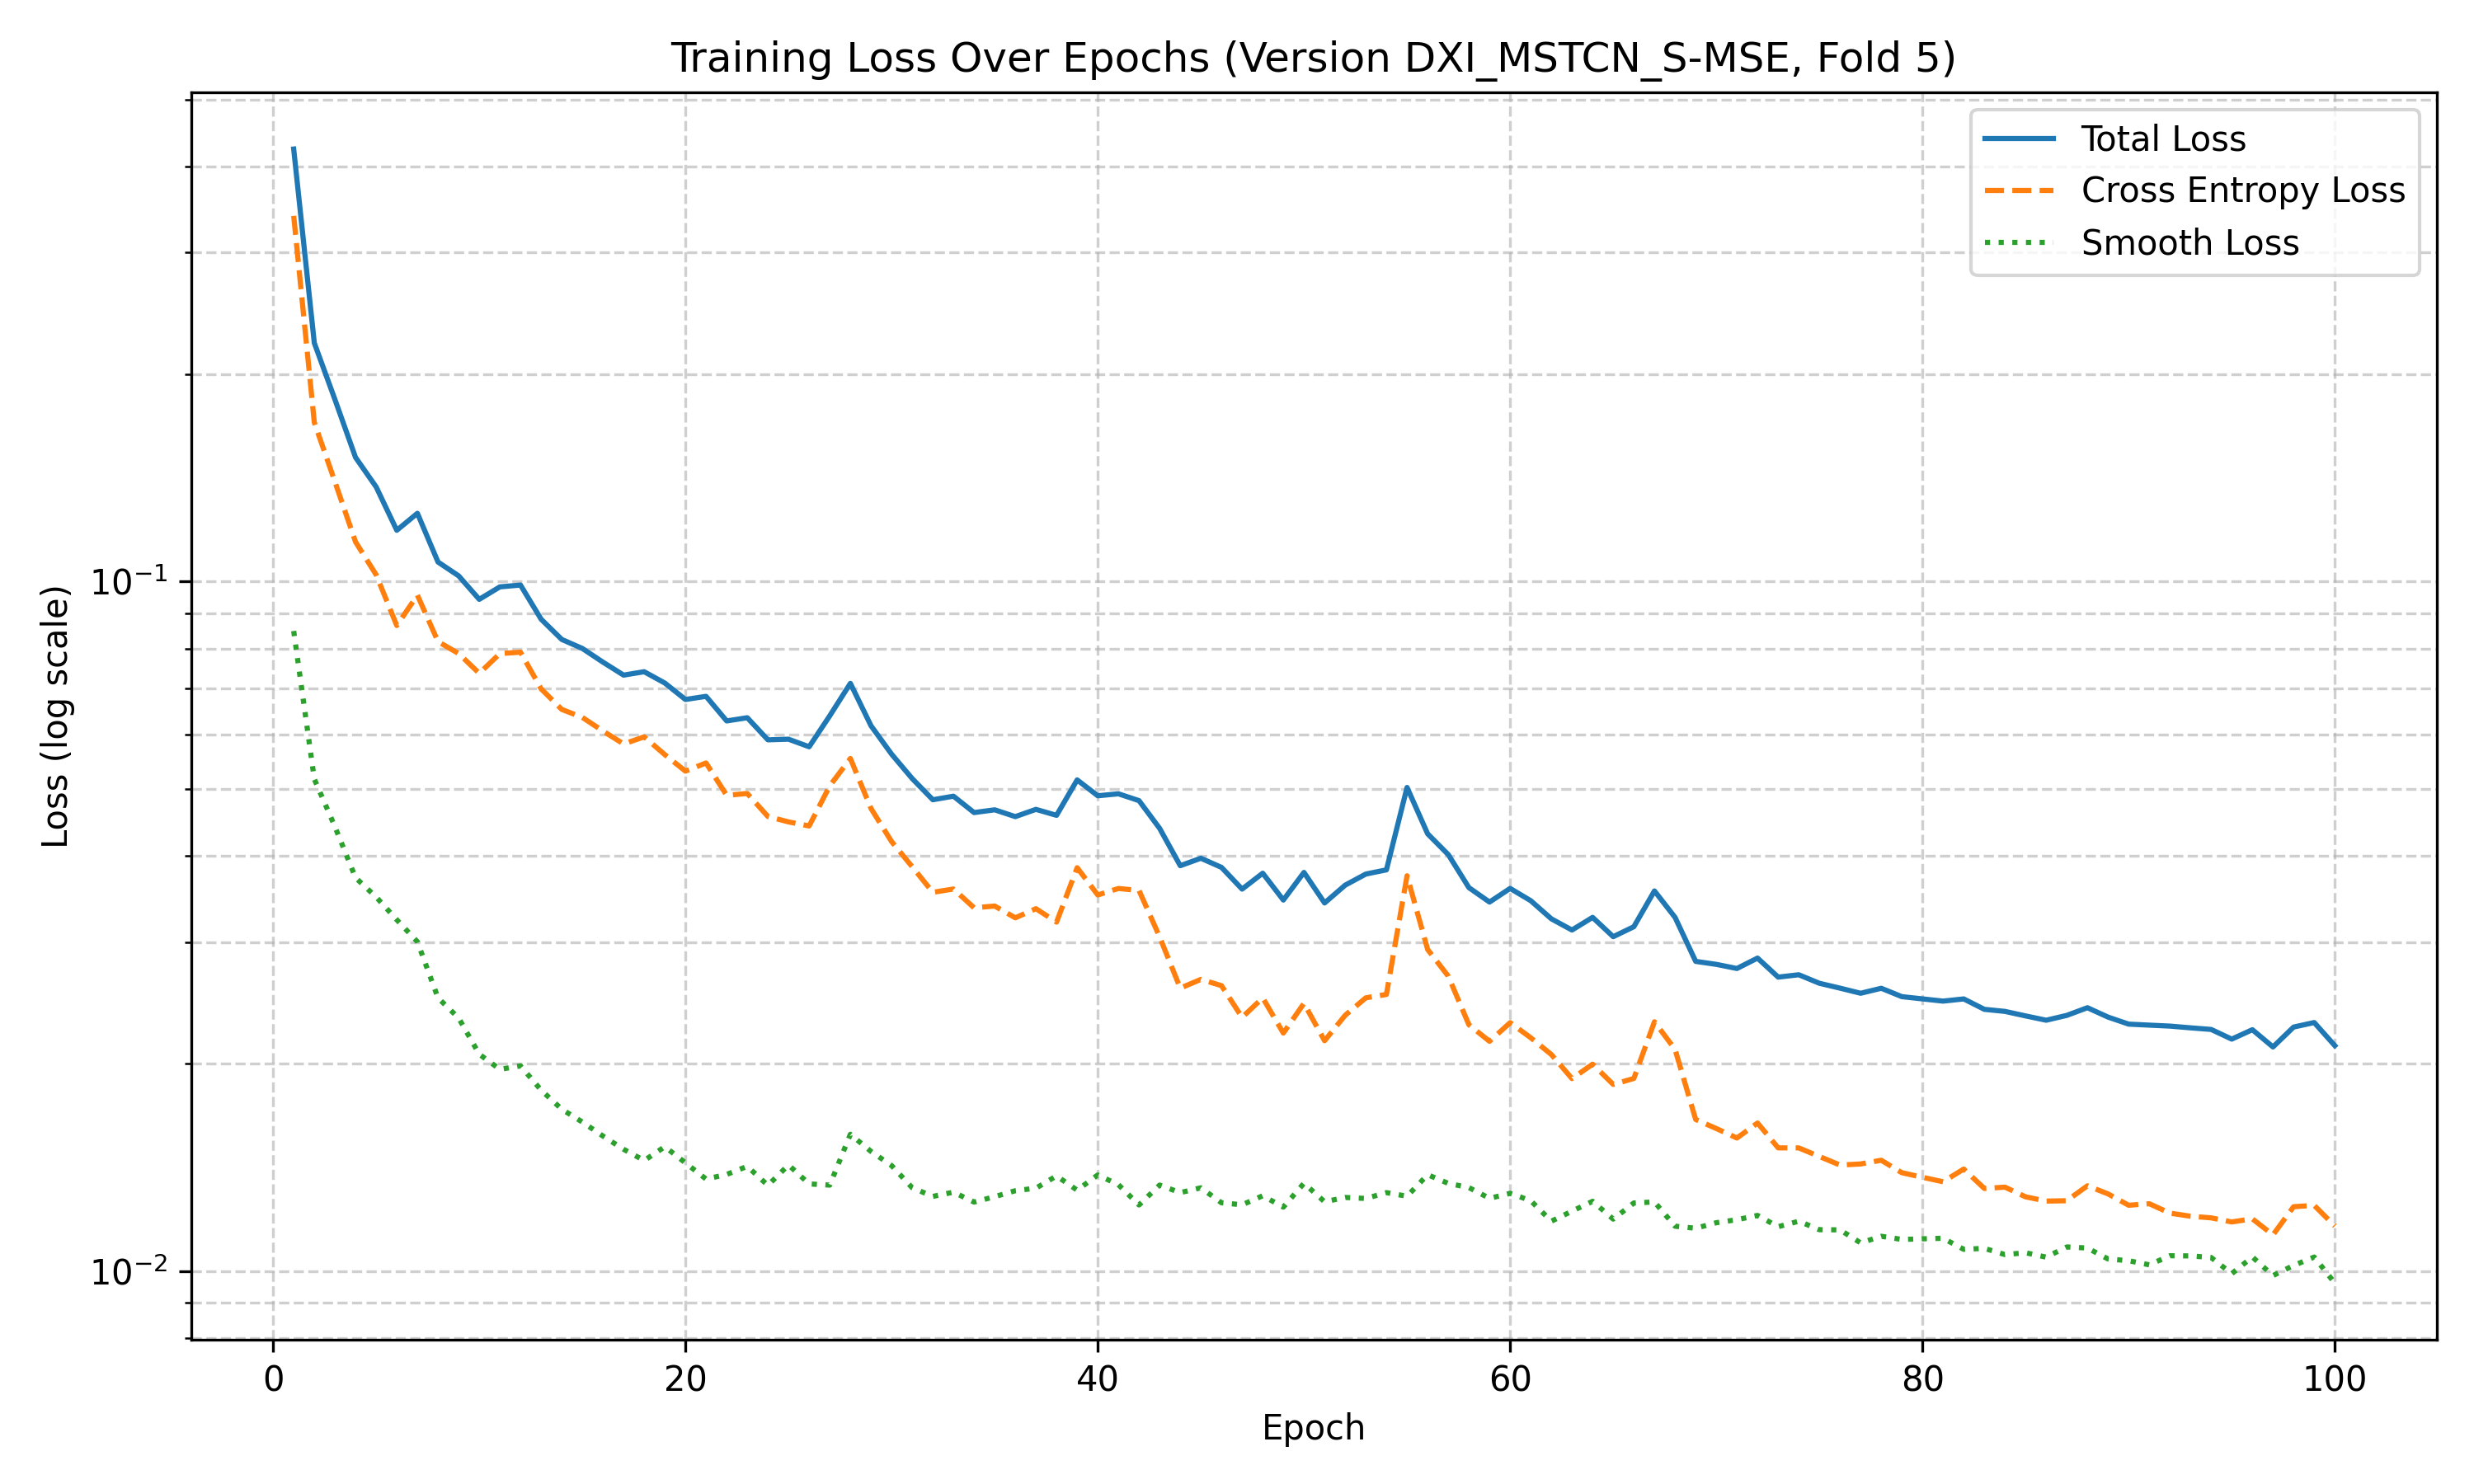 Training Loss Over Epochs (Version DXI_MSTCN_S-MSE, Fold 5)
Total Loss
Cross Entropy Loss
Smooth Loss
Loss (log scale)
10⁻¹
10⁻²
0 20 40 60 80 100
Epoch